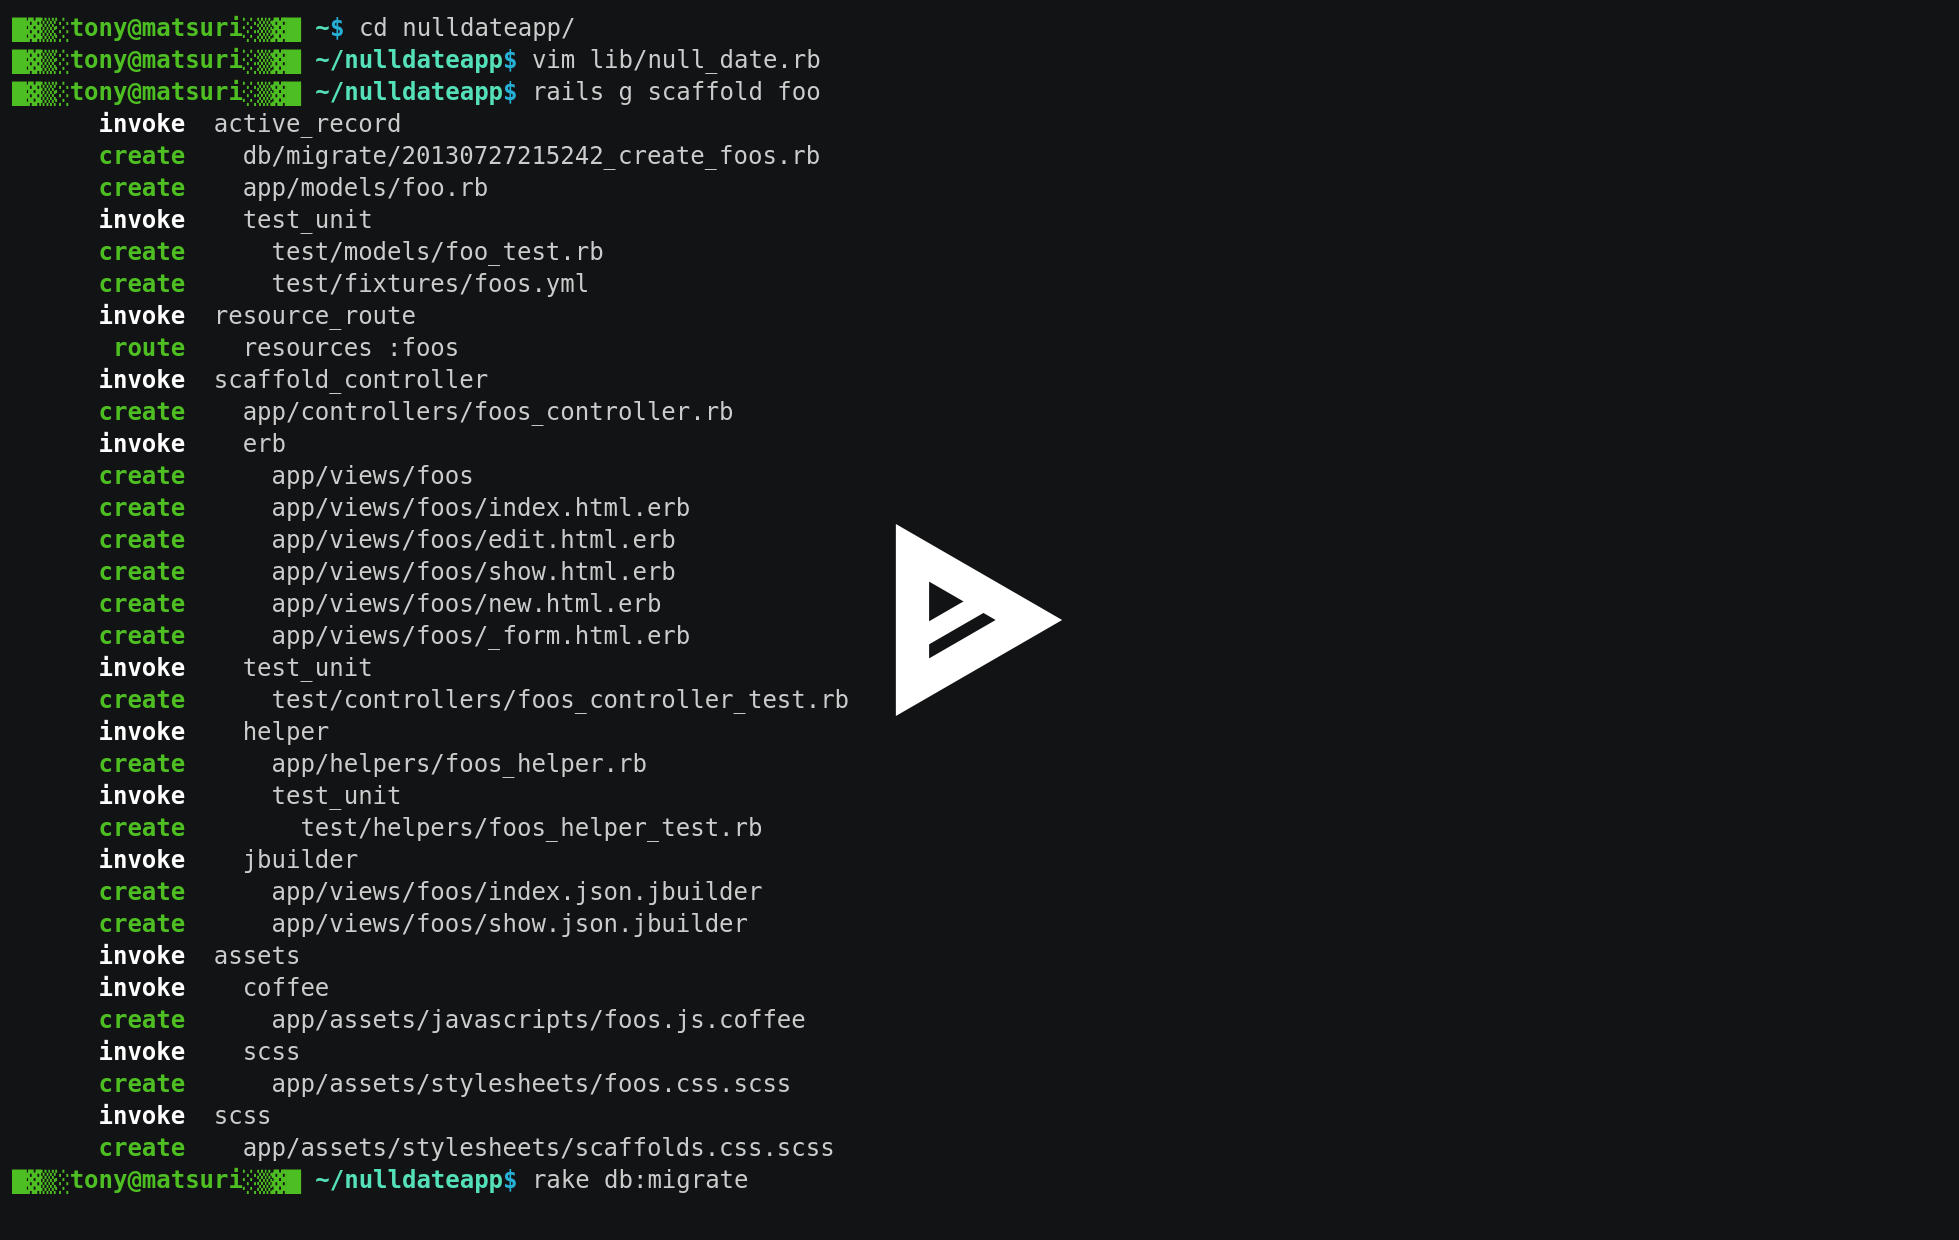 █▓▒░tony@matsuri░▒▓█ ~$ cd nulldateapp/
█▓▒░tony@matsuri░▒▓█ ~/nulldateapp$ vim lib/null_date.rb
█▓▒░tony@matsuri░▒▓█ ~/nulldateapp$ rails g scaffold foo
      invoke  active_record
      create    db/migrate/20130727215242_create_foos.rb
      create    app/models/foo.rb
      invoke    test_unit
      create      test/models/foo_test.rb
      create      test/fixtures/foos.yml
      invoke  resource_route
       route    resources :foos
      invoke  scaffold_controller
      create    app/controllers/foos_controller.rb
      invoke    erb
      create      app/views/foos
      create      app/views/foos/index.html.erb
      create      app/views/foos/edit.html.erb
      create      app/views/foos/show.html.erb
      create      app/views/foos/new.html.erb
      create      app/views/foos/_form.html.erb
      invoke    test_unit
      create      test/controllers/foos_controller_test.rb
      invoke    helper
      create      app/helpers/foos_helper.rb
      invoke      test_unit
      create        test/helpers/foos_helper_test.rb
      invoke    jbuilder
      create      app/views/foos/index.json.jbuilder
      create      app/views/foos/show.json.jbuilder
      invoke  assets
      invoke    coffee
      create      app/assets/javascripts/foos.js.coffee
      invoke    scss
      create      app/assets/stylesheets/foos.css.scss
      invoke  scss
      create    app/assets/stylesheets/scaffolds.css.scss
█▓▒░tony@matsuri░▒▓█ ~/nulldateapp$ rake db:migrate